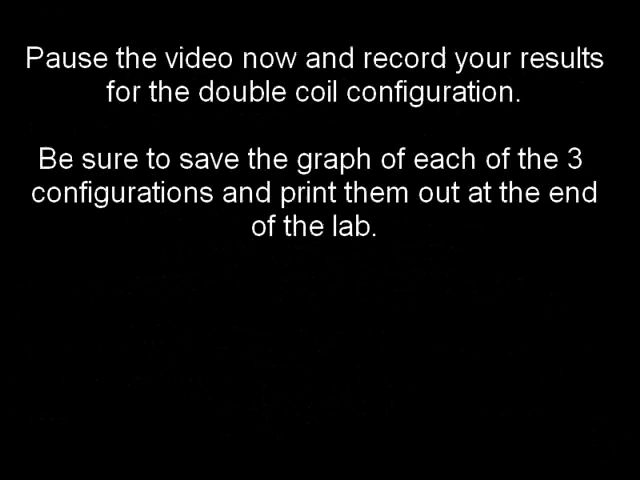 Pause the video now and record your results
for the double coil configuration.
Be sure to save the graph of each of the 3
configurations and print them out at the end
of the lab.